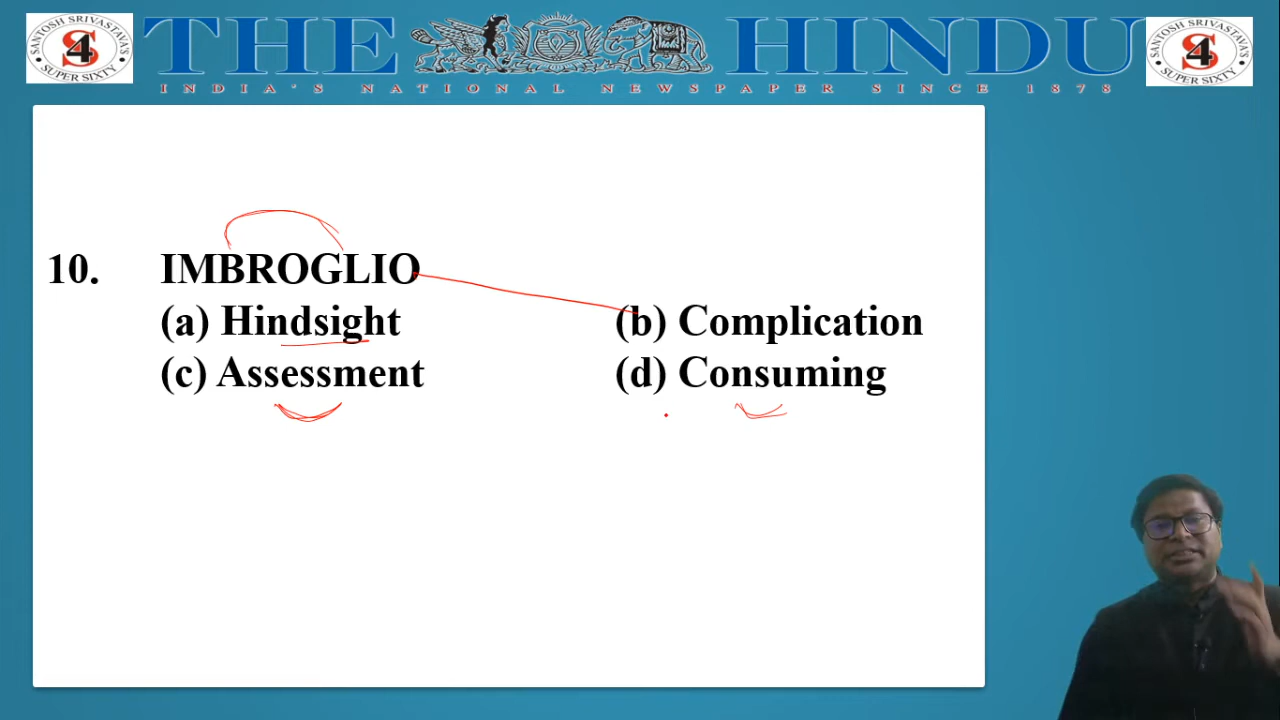 SANTOSH SRIVASTAVA'S
S4
SUPER SIXTY
THE HINDU
INDIA'S NATIONAL NEWSPAPER SINCE 1878
SANTOSH SRIVASTAVA'S
S4
SUPER SIXTY
10. IMBROGLIO
(a) Hindsight (b) Complication
(c) Assessment (d) Consuming